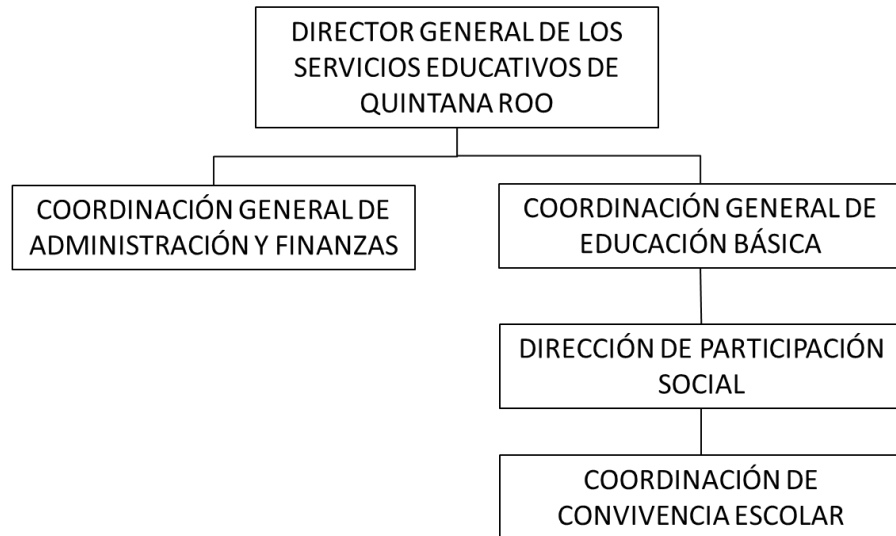 DIRECTOR GENERAL DE LOS
SERVICIOS EDUCATIVOS DE
QUINTANA ROO
COORDINACIÓN GENERAL DE
ADMINISTRACIÓN Y FINANZAS
COORDINACIÓN GENERAL DE
EDUCACIÓN BÁSICA
DIRECCIÓN DE PARTICIPACIÓN
SOCIAL
COORDINACIÓN DE
CONVIVENCIA ESCOLAR